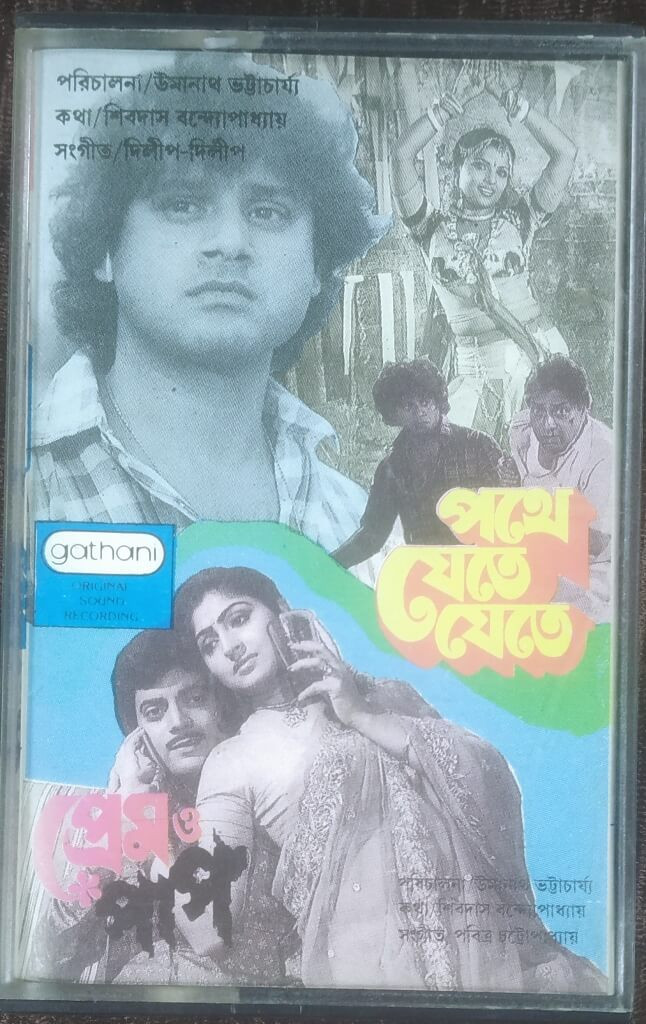 পরিচালনা/উমানাথ ভট্টাচার্য্য
কথা/শিবদাস বন্দ্যোপাধ্যায়
সংগীত/দিলীপ-দিলীপ
পথে
যেতে
যেতে
gathani
ORIGINAL
SOUND
RECORDING
প্রেম ও
পাপ
পরিচালনা/উমানাথ ভট্টাচার্য্য
কথা/শিবদাস বন্দ্যোপাধ্যায়
সংগীত/পবিত্র চট্টোপাধ্যায়